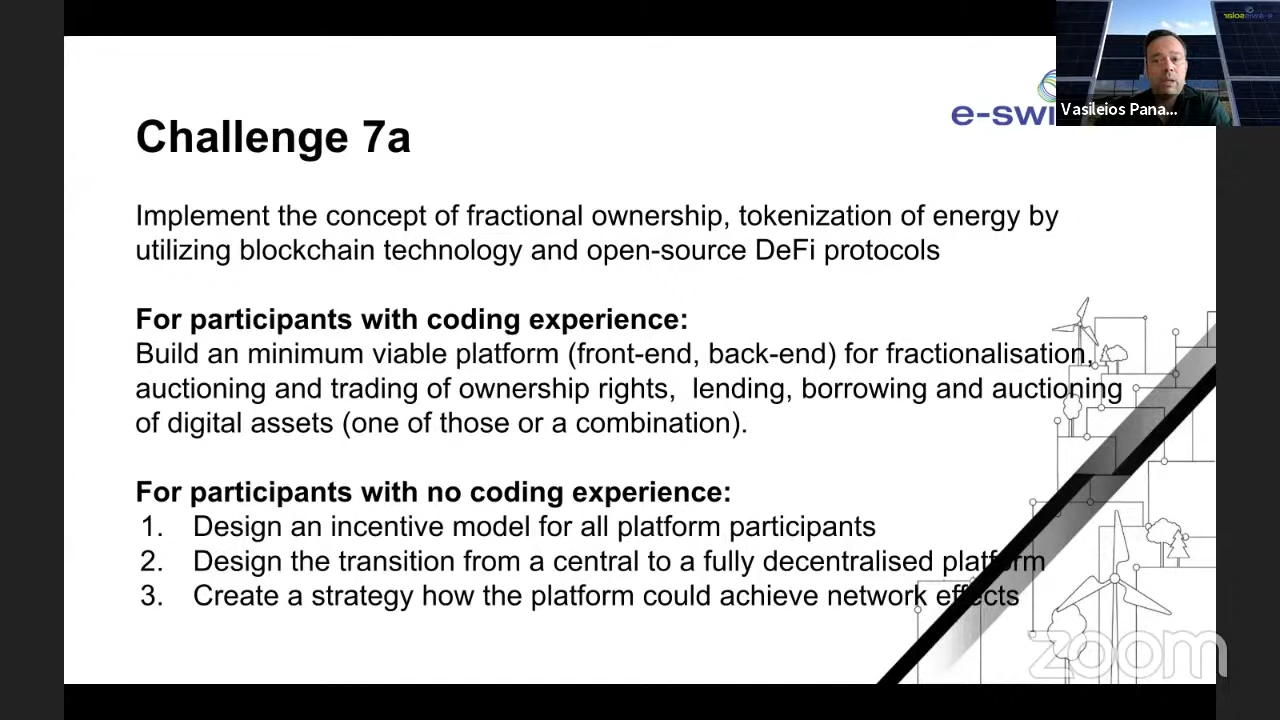 e-swissolar
Vasileios Pana...
e-swi
Challenge 7a
Implement the concept of fractional ownership, tokenization of energy by
utilizing blockchain technology and open-source DeFi protocols
For participants with coding experience:
Build an minimum viable platform (front-end, back-end) for fractionalisation,
auctioning and trading of ownership rights,  lending, borrowing and auctioning
of digital assets (one of those or a combination).
For participants with no coding experience:
1. Design an incentive model for all platform participants
2. Design the transition from a central to a fully decentralised platform
3. Create a strategy how the platform could achieve network effects
zoom